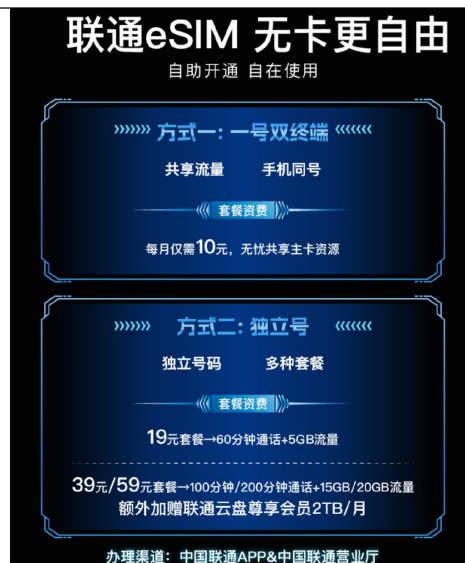 联通eSIM 无卡更自由
自助开通 自在使用
方式一：一号双终端
共享流量 手机同号
套餐资费
每月仅需10元，无忧共享主卡资源
方式二：独立号
独立号码 多种套餐
套餐资费
19元套餐→60分钟通话+5GB流量
39元/59元套餐→100分钟/200分钟通话+15GB/20GB流量
额外加赠联通云盘尊享会员2TB/月
办理渠道：中国联通APP&中国联通营业厅